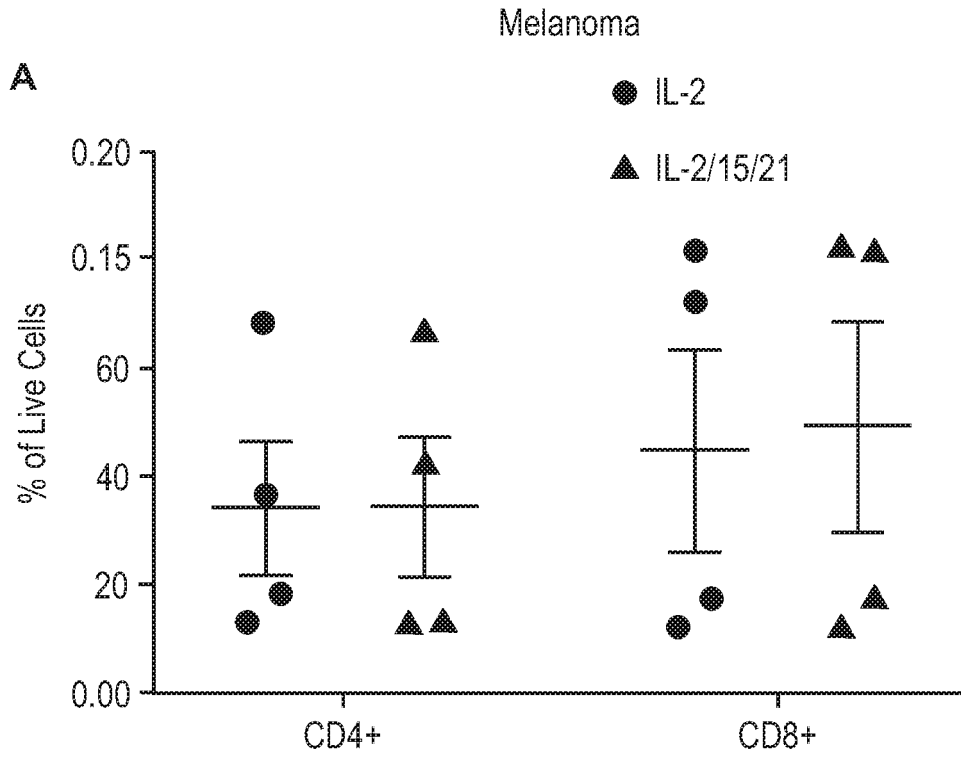 Melanoma
A
IL-2
IL-2/15/21
0.20
0.15
60
40
20
0.00
% of Live Cells
CD4+
CD8+